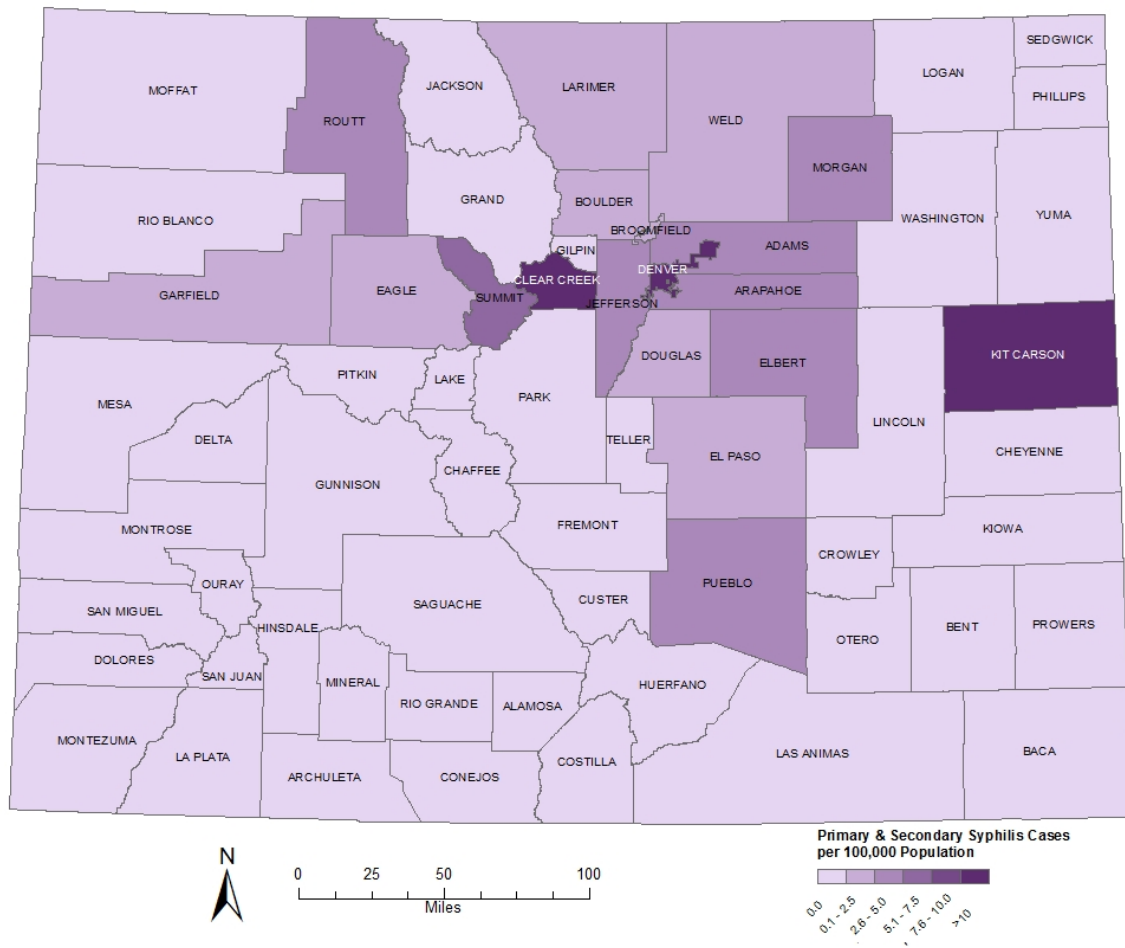 SEDGWICK
LOGAN
MOFFAT
JACKSON
LARIMER
PHILLIPS
ROUTT
WELD
MORGAN
GRAND
BOULDER
RIO BLANCO
WASHINGTON
YUMA
BROOMFIELD
ADAMS
GILPIN
DENVER
CLEAR CREEK
EAGLE
ARAPAHOE
GARFIELD
SUMMIT
JEFFERSON
DOUGLAS
KIT CARSON
ELBERT
PITKIN
LAKE
PARK
MESA
LINCOLN
DELTA
TELLER
CHEYENNE
EL PASO
CHAFFEE
GUNNISON
FREMONT
MONTROSE
KIOWA
CROWLEY
OURAY
PUEBLO
CUSTER
SAGUACHE
SAN MIGUEL
PROWERS
HINSDALE
BENT
OTERO
DOLORES
SAN JUAN
MINERAL
HUERFANO
RIO GRANDE
ALAMOSA
MONTEZUMA
LA PLATA
LAS ANIMAS
BACA
COSTILLA
ARCHULETA
CONEJOS
Primary & Secondary Syphilis Cases
per 100,000 Population
0.0
0.1 - 2.5
2.6 - 5.0
5.1 - 7.5
7.6 - 10.0
>10
N
0 25 50 100
Miles